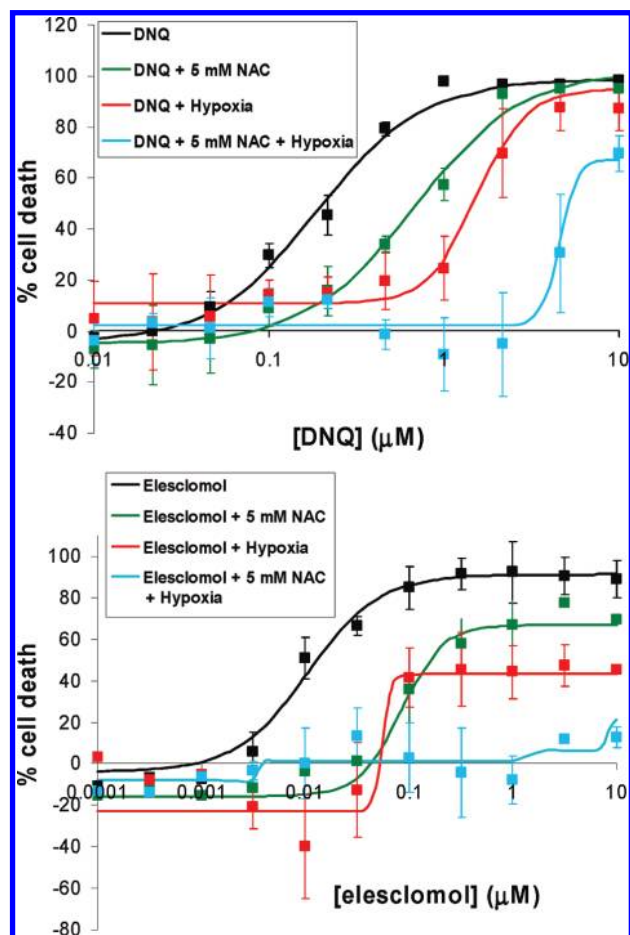 DNQ
DNQ + 5 mM NAC
DNQ + Hypoxia
DNQ + 5 mM NAC + Hypoxia
120
100
80
60
40
20
0
-20
-40
% cell death
0.01 0.1 1 10
[DNQ] (μM)
Elesclomol
Elesclomol + 5 mM NAC
Elesclomol + Hypoxia
Elesclomol + 5 mM NAC
+ Hypoxia
100
80
60
40
20
0
-20
-40
-60
-80
% cell death
0.0001 0.001 0.01 0.1 1 10
[elesclomol] (μM)